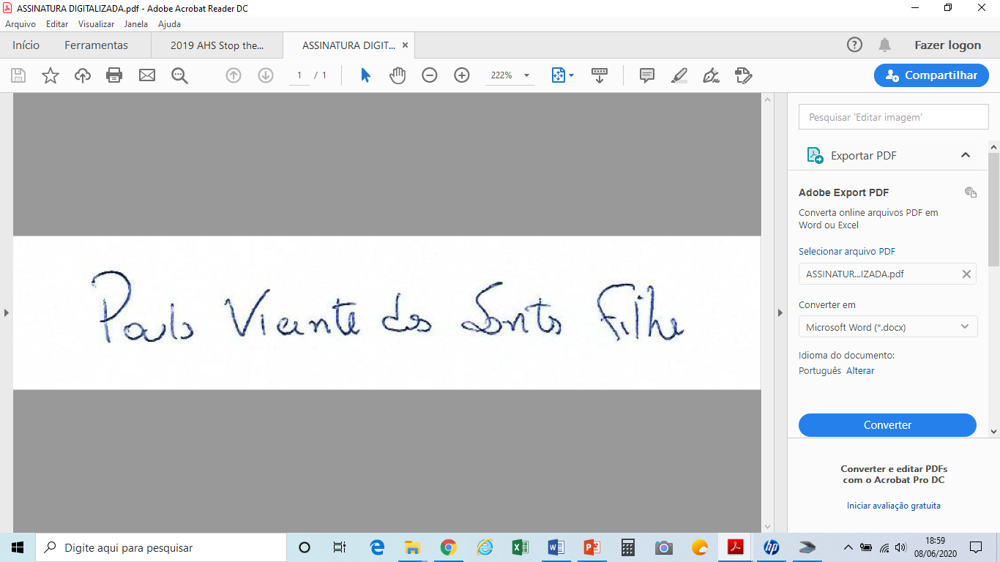 ASSINATURA DIGITALIZADA.pdf - Adobe Acrobat Reader DC
Arquivo Editar Visualizar Janela Ajuda
Início Ferramentas 2019 AHS Stop the... ASSINATURA DIGIT... × Fazer logon
1 / 1 222% Compartilhar
Pesquisar 'Editar imagem'
Exportar PDF
Adobe Export PDF
Converta online arquivos PDF em
Word ou Excel
Selecionar arquivo PDF
ASSINATUR...IZADA.pdf
Converter em
Microsoft Word (*.docx)
Idioma do documento:
Português Alterar
Converter
Converter e editar PDFs
com o Acrobat Pro DC
Iniciar avaliação gratuita
Paulo Vicente dos Santos Filho
Digite aqui para pesquisar
18:59
08/06/2020